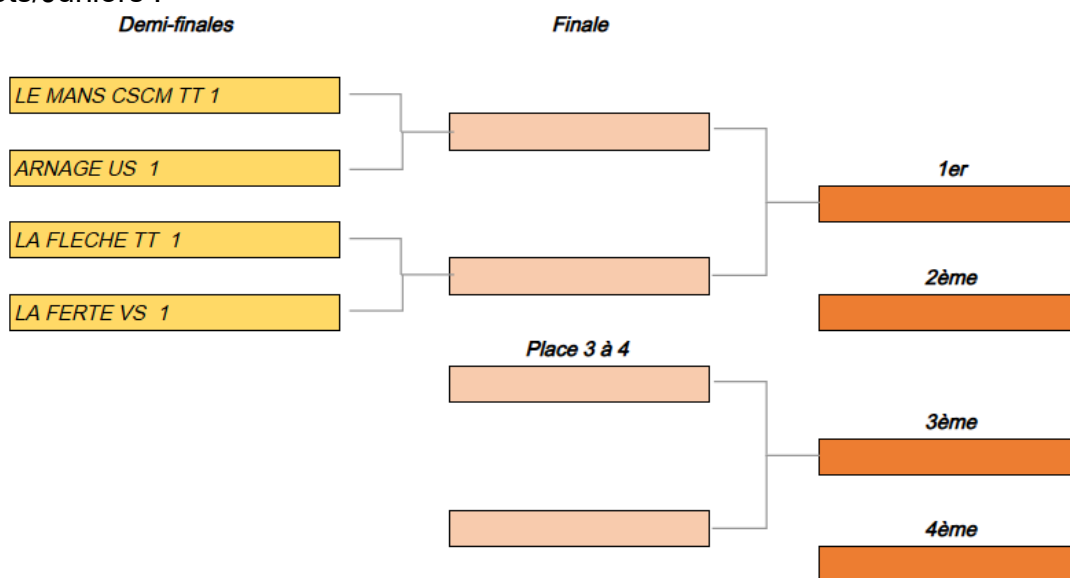 Demi-finales
Finale
LE MANS CSCM TT 1
ARNAGE US 1
1er
LA FLECHE TT 1
2ème
LA FERTE VS 1
Place 3 à 4
3ème
4ème